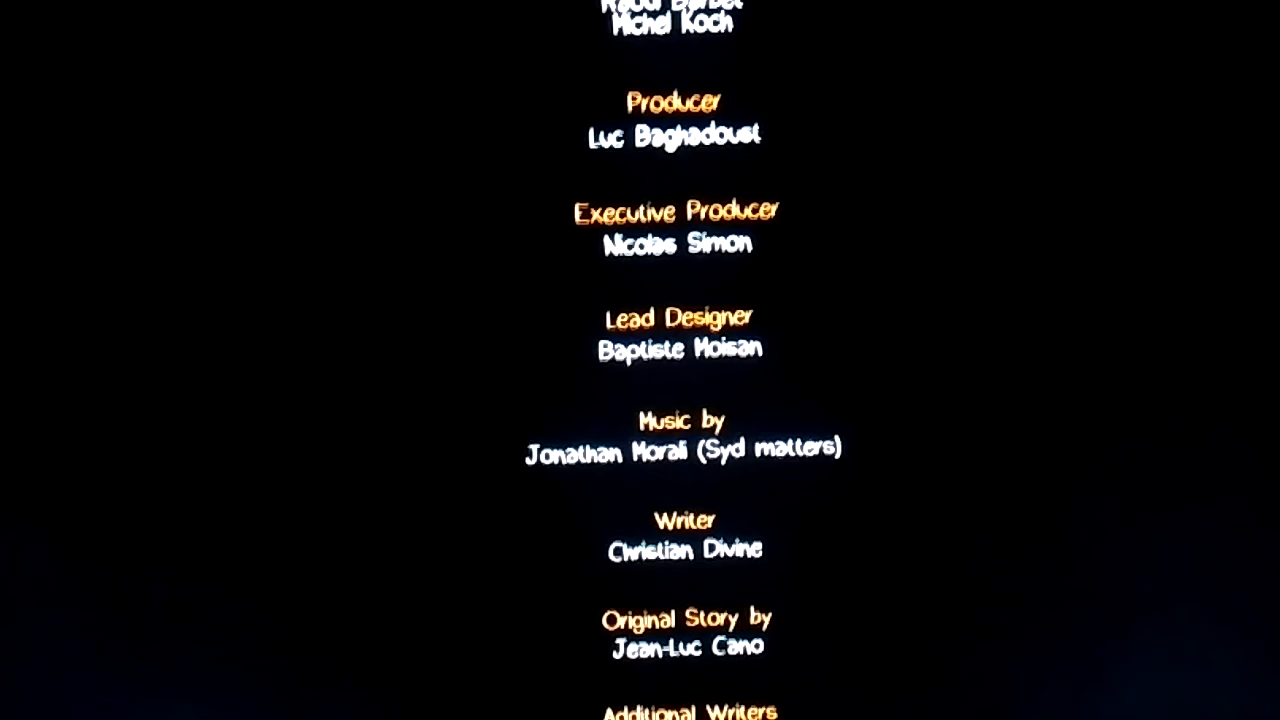 Michel Koch
Producer
Luc Baghadoust
Executive Producer
Nicolas Simon
Lead Designer
Baptiste Moisan
Music by
Jonathan Morali (Syd matters)
Writer
Christian Divine
Original Story by
Jean-Luc Cano
Additional Writers